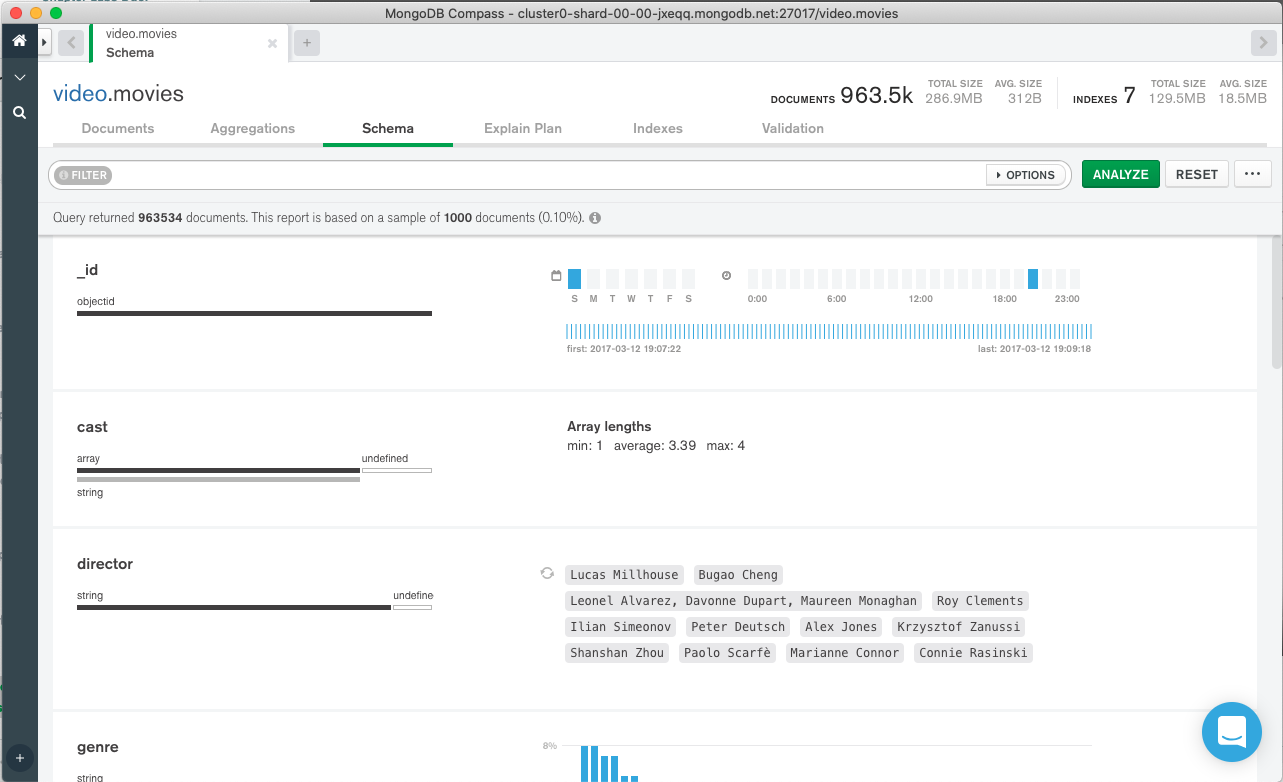 MongoDB Compass - cluster0-shard-00-00-jxeqq.mongodb.net:27017/video.movies
video.movies
Schema
video.movies
DOCUMENTS 963.5k TOTAL SIZE 286.9MB AVG. SIZE 312B INDEXES 7 TOTAL SIZE 129.5MB AVG. SIZE 18.5MB
Documents Aggregations Schema Explain Plan Indexes Validation
FILTER OPTIONS ANALYZE RESET ...
Query returned 963534 documents. This report is based on a sample of 1000 documents (0.10%).
_id
objectid
S M T W T F S 0:00 6:00 12:00 18:00 23:00
first: 2017-03-12 19:07:22 last: 2017-03-12 19:09:18
cast
array undefined
string
Array lengths
min: 1 average: 3.39 max: 4
director
string undefine
Lucas Millhouse Bugao Cheng
Leonel Alvarez, Davonne Dupart, Maureen Monaghan Roy Clements
Ilian Simeonov Peter Deutsch Alex Jones Krzysztof Zanussi
Shanshan Zhou Paolo Scarfè Marianne Connor Connie Rasinski
genre
string
8%